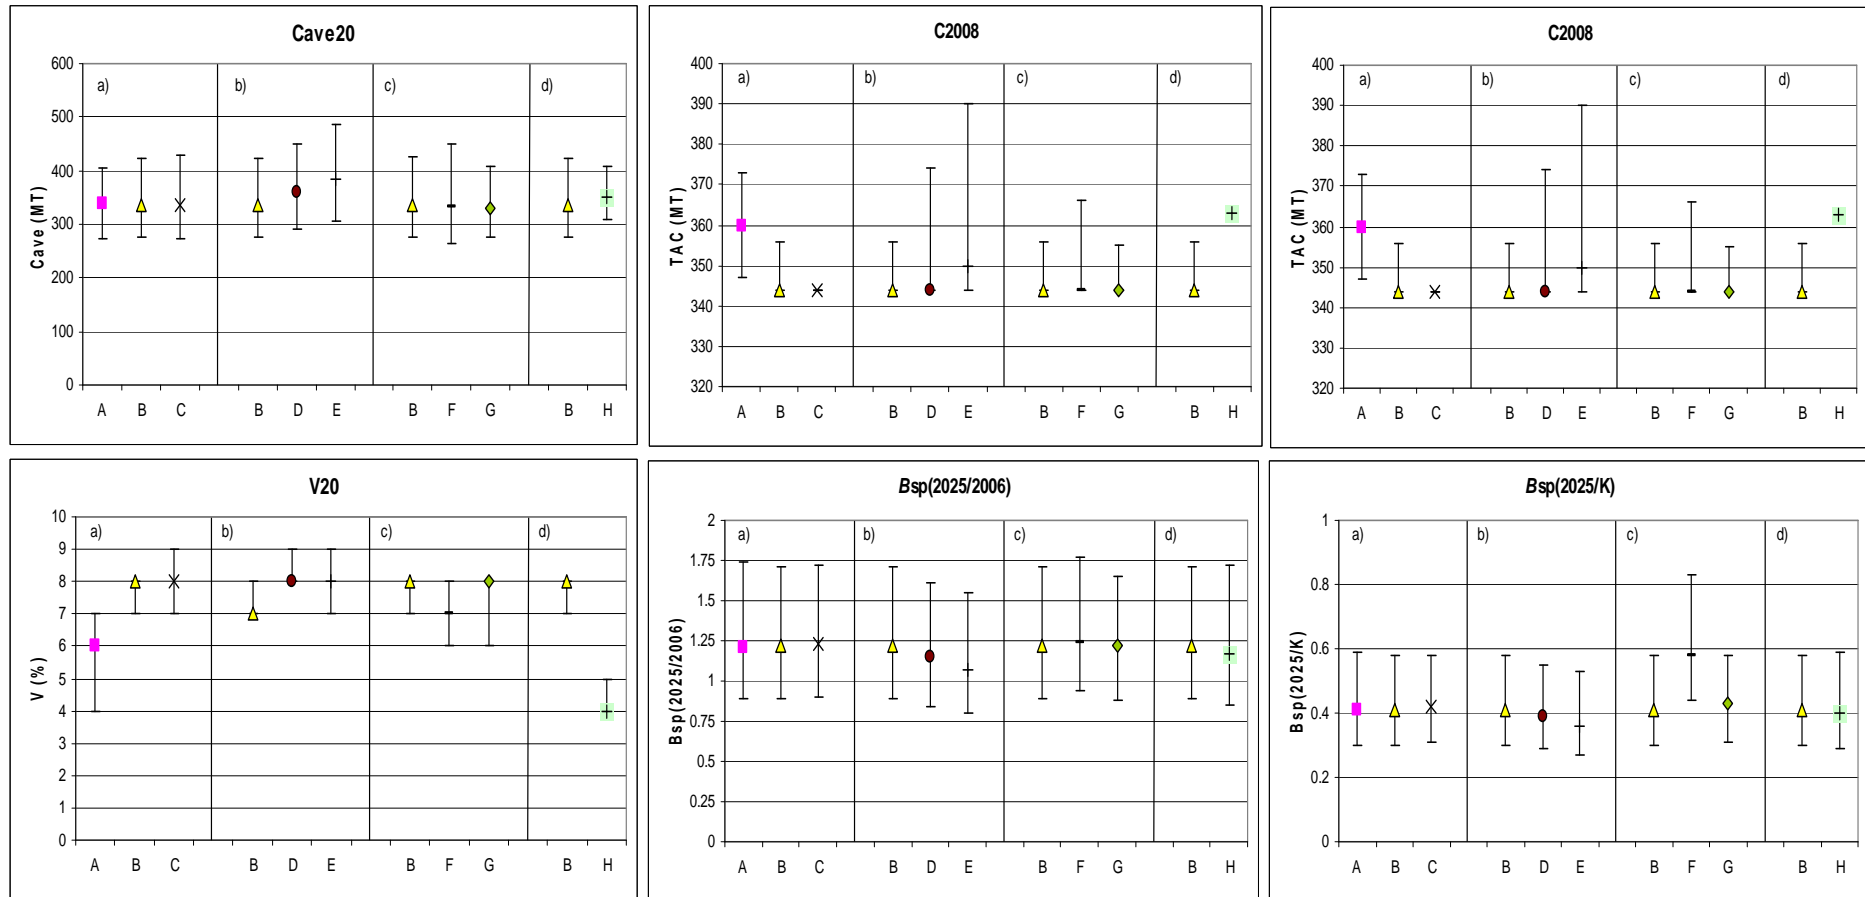 Cave20
Cave (MT)
600
500
400
300
200
100
0
a)
b)
c)
d)
A B C B D E B F G B H
C2008
TAC (MT)
400
390
380
370
360
350
340
330
320
a)
b)
c)
d)
A B C B D E B F G B H
C2008
TAC (MT)
400
390
380
370
360
350
340
330
320
a)
b)
c)
d)
A B C B D E B F G B H
V20
V (%)
10
9
8
7
6
5
4
3
2
1
0
a)
b)
c)
d)
A B C B D E B F G B H
Bsp(2025/2006)
Bsp(2025/2006)
2
1.75
1.5
1.25
1
0.75
0.5
0.25
0
a)
b)
c)
d)
A B C B D E B F G B H
Bsp(2025/K)
Bsp(2025/K)
1
0.8
0.6
0.4
0.2
0
a)
b)
c)
d)
A B C B D E B F G B H